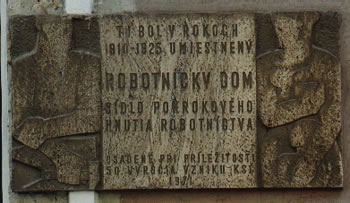 TU BOL V ROKOCH
1910-1925 UMIESTNENÝ
ROBOTNÍCKY DOM
SÍDLO POKROKOVÉHO
HNUTIA ROBOTNÍCTVA
OSADENÉ PRI PRÍLEŽITOSTI
50. VÝROČIA VZNIKU KSČ
1971